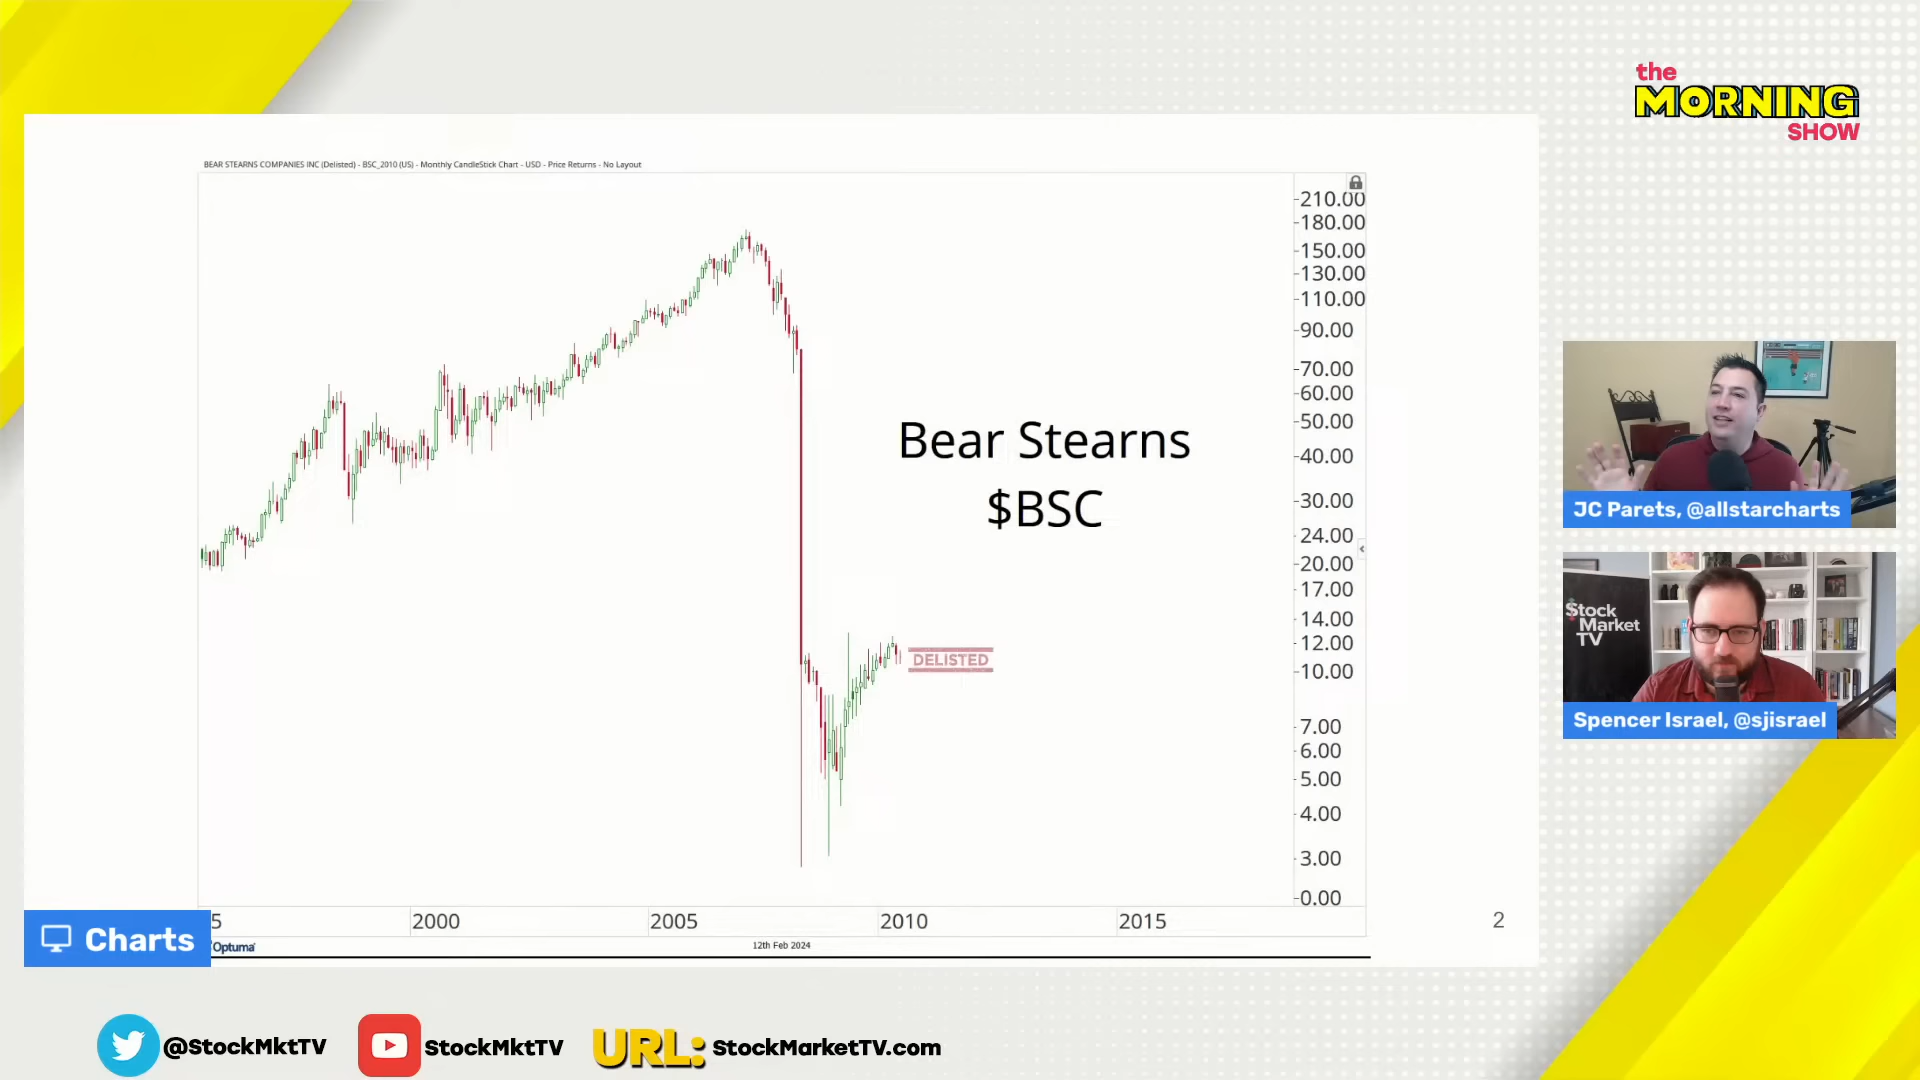 the
MORNING
SHOW
BEAR STEARNS COMPANIES INC (Delisted) - BSC_2010 (US) - Monthly CandleStick Chart - USD - Price Returns - No Layout
210.00
180.00
150.00
130.00
110.00
90.00
70.00
60.00
50.00
40.00
30.00
24.00
20.00
17.00
14.00
12.00
10.00
7.00
6.00
5.00
4.00
3.00
0.00
Bear Stearns
$BSC
DELISTED
JC Parets, @allstarcharts
Stock
Market
TV
Spencer Israel, @sjisrael
5 2000 2005 2010 2015
2
Charts
Optuma
12th Feb 2024
@StockMktTV StockMktTV URL: StockMarketTV.com